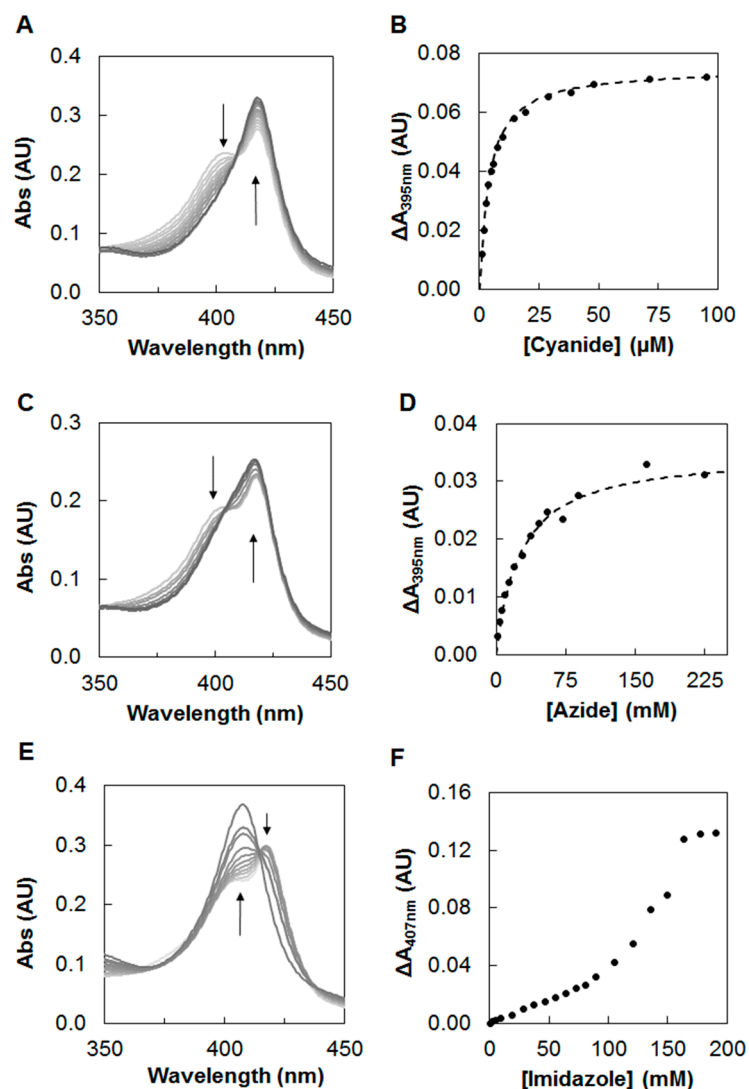 A
Abs (AU)
0.4
0.3
0.2
0.1
0.0
350
400
450
Wavelength (nm)
B
ΔA395nm (AU)
0.08
0.06
0.04
0.02
0.00
0
25
50
75
100
[Cyanide] (µM)
C
Abs (AU)
0.3
0.2
0.1
0.0
350
400
450
Wavelength (nm)
D
ΔA395nm (AU)
0.04
0.03
0.02
0.01
0.00
0
75
150
225
[Azide] (mM)
E
Abs (AU)
0.4
0.3
0.2
0.1
0.0
350
400
450
Wavelength (nm)
F
ΔA407nm (AU)
0.16
0.12
0.08
0.04
0.00
0
50
100
150
200
[Imidazole] (mM)